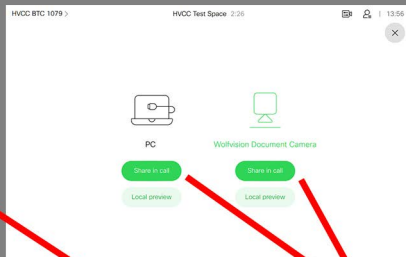 HVCC BTC 1079 >
HVCC Test Space 2:26
13:56
PC
Wolfvision Document Camera
Share in call
Share in call
Local preview
Local preview